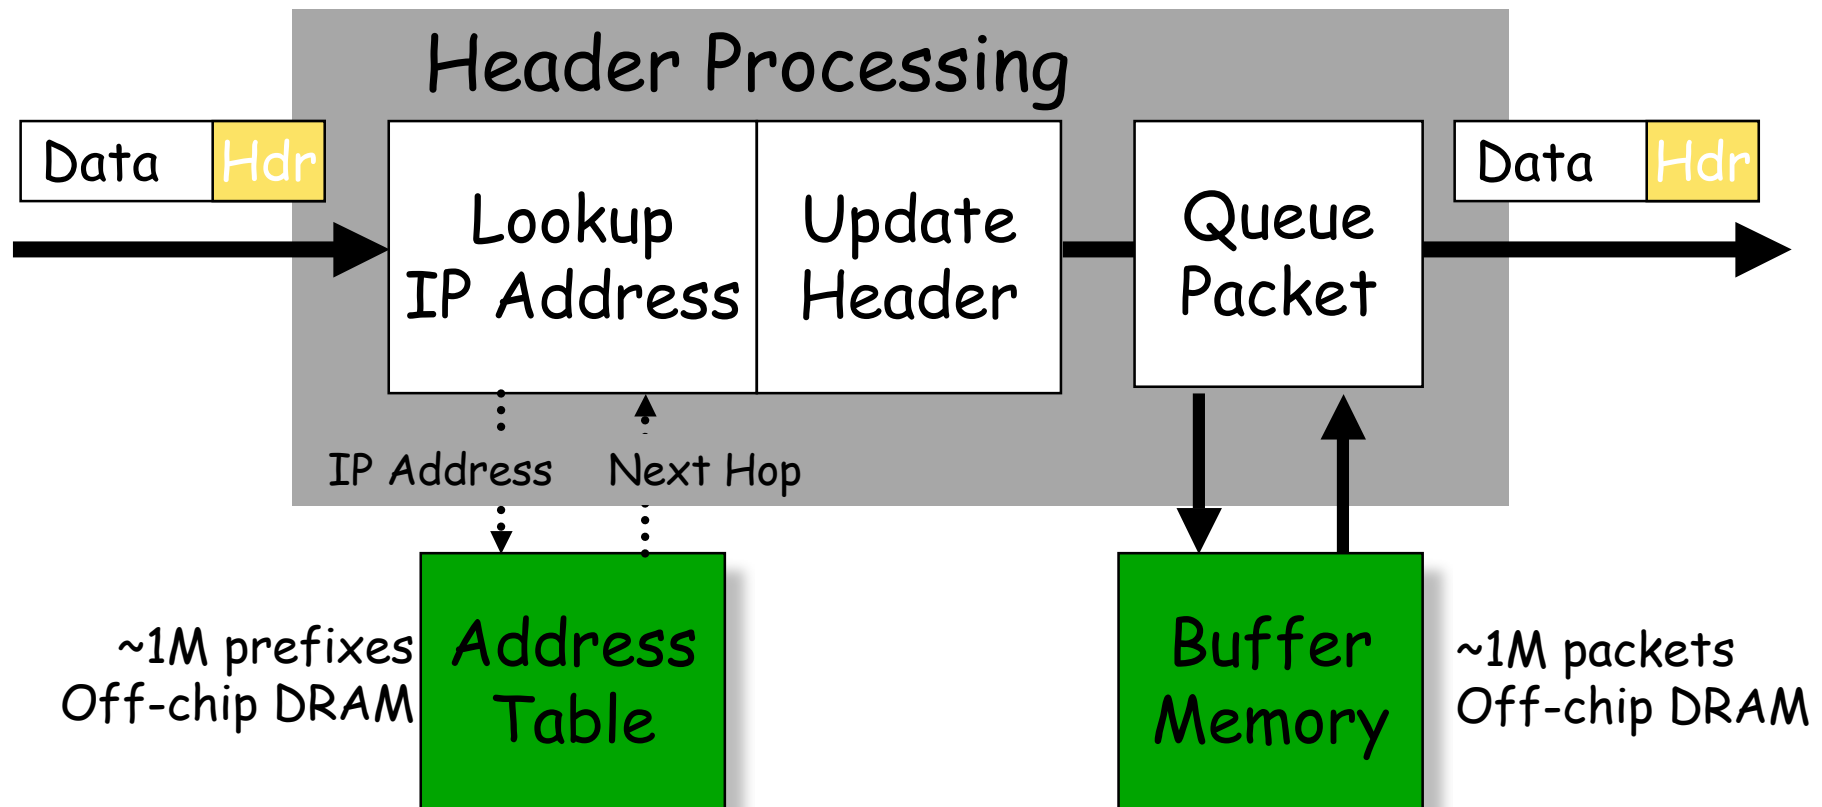 Header Processing
Data Hdr
Lookup
IP Address
Update
Header
Queue
Packet
Data Hdr
IP Address
Next Hop
~1M prefixes
Off-chip DRAM
Address
Table
Buffer
Memory
~1M packets
Off-chip DRAM